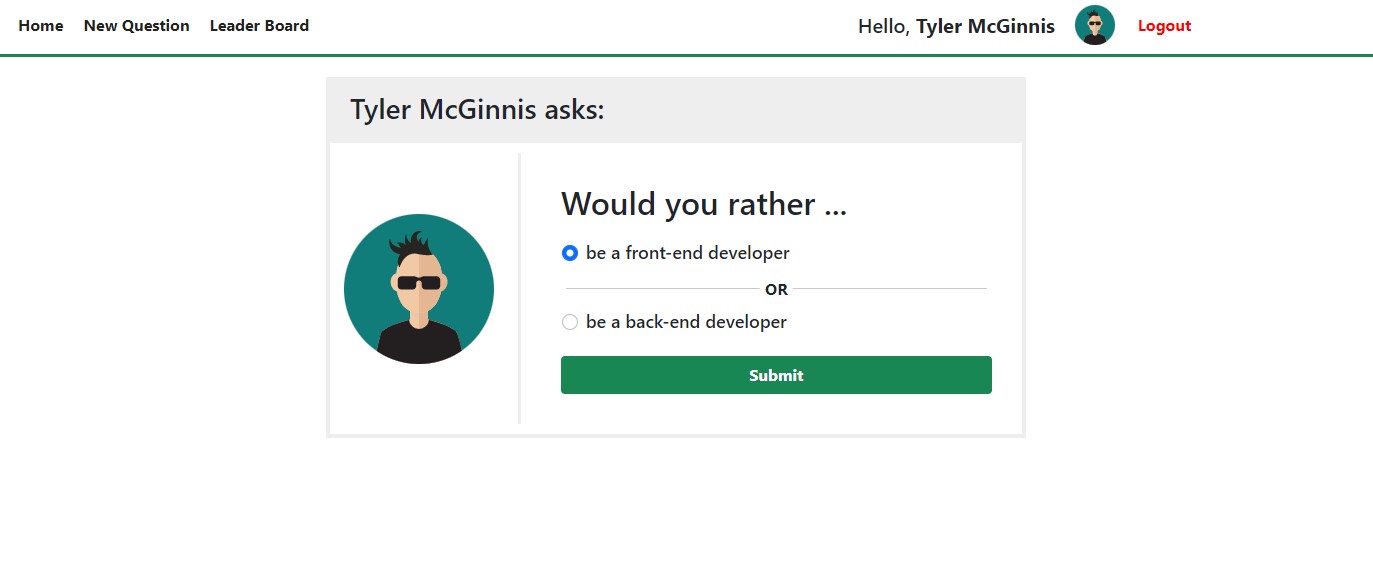 Home New Question Leader Board Hello, Tyler McGinnis Logout
Tyler McGinnis asks:
Would you rather ...
be a front-end developer
OR
be a back-end developer
Submit